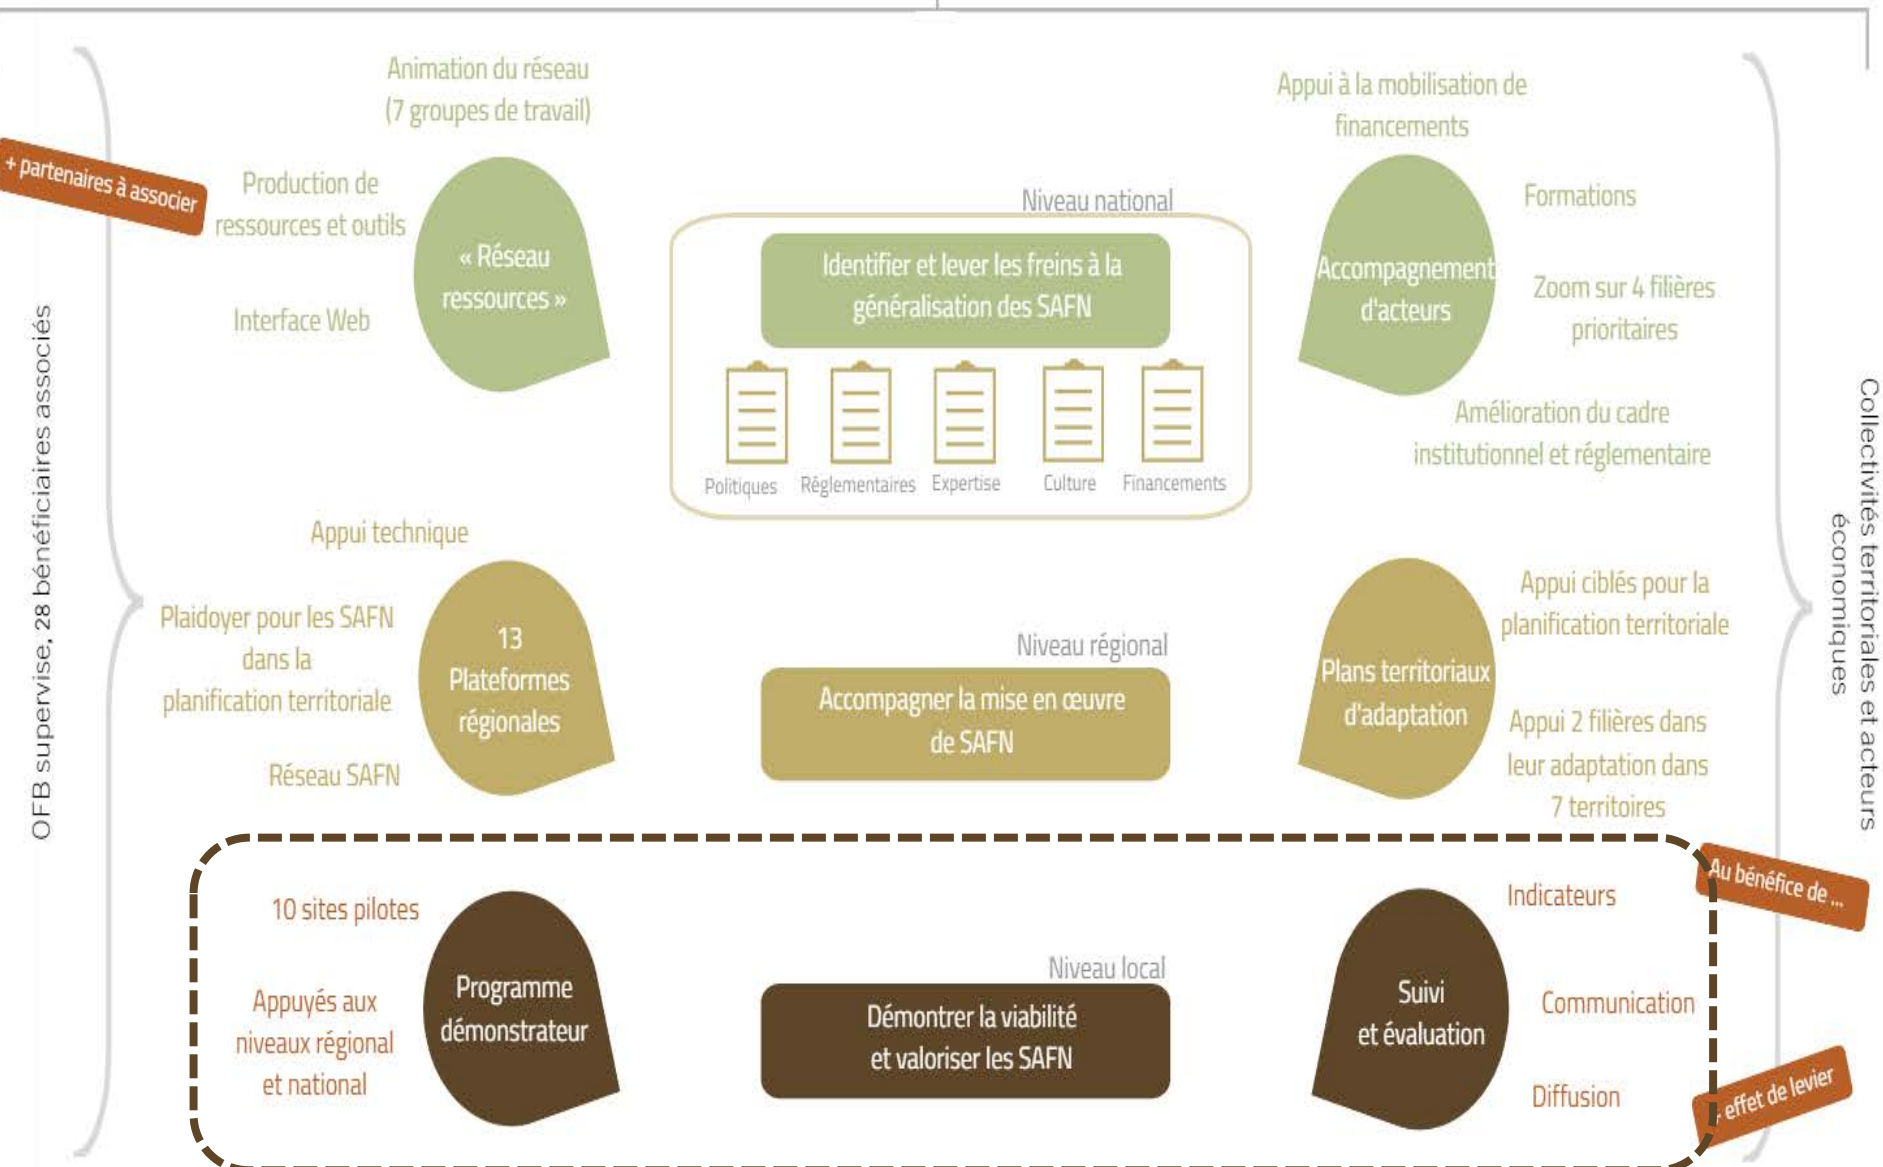 OFB supervise, 28 bénéficiaires associés
+ partenaires à associer
Animation du réseau
(7 groupes de travail)
Production de
ressources et outils
Interface Web
« Réseau
ressources »
Niveau national
Identifier et lever les freins à la
généralisation des SAFN
Politiques
Réglementaires
Expertise
Culture
Financements
Appui à la mobilisation de
financements
Accompagnement
d'acteurs
Formations
Zoom sur 4 filières
prioritaires
Amélioration du cadre
institutionnel et réglementaire
Appui technique
Plaidoyer pour les SAFN
dans la
planification territoriale
Réseau SAFN
13
Plateformes
régionales
Niveau régional
Accompagner la mise en œuvre
de SAFN
Plans territoriaux
d'adaptation
Appui ciblés pour la
planification territoriale
Appui 2 filières dans
leur adaptation dans
7 territoires
10 sites pilotes
Appuyés aux
niveaux régional
et national
Programme
démonstrateur
Niveau local
Démontrer la viabilité
et valoriser les SAFN
Suivi
et évaluation
Indicateurs
Communication
Diffusion
Au bénéfice de ...
+ effet de levier
Collectivités territoriales et acteurs
économiques